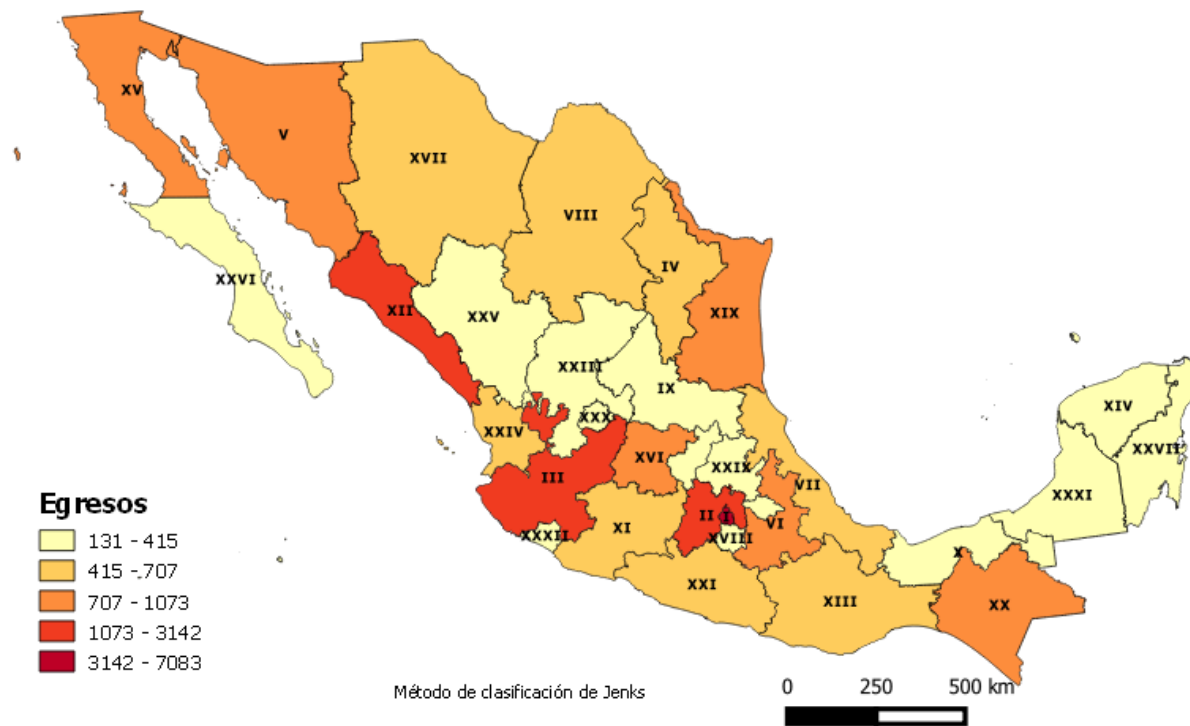 XV
V
XVII
VIII
IV
XXVI
XII
XXV
XIX
XXIII
IX
XXX
XXIV
XIV
XXVII
XVI
XXIX
III
VII
XXXI
II
I
VI
XI
XXXII
XVIII
X
XXI
XIII
XX
Egresos
131 - 415
415 - 707
707 - 1073
1073 - 3142
3142 - 7083
Método de clasificación de Jenks
0 250 500 km